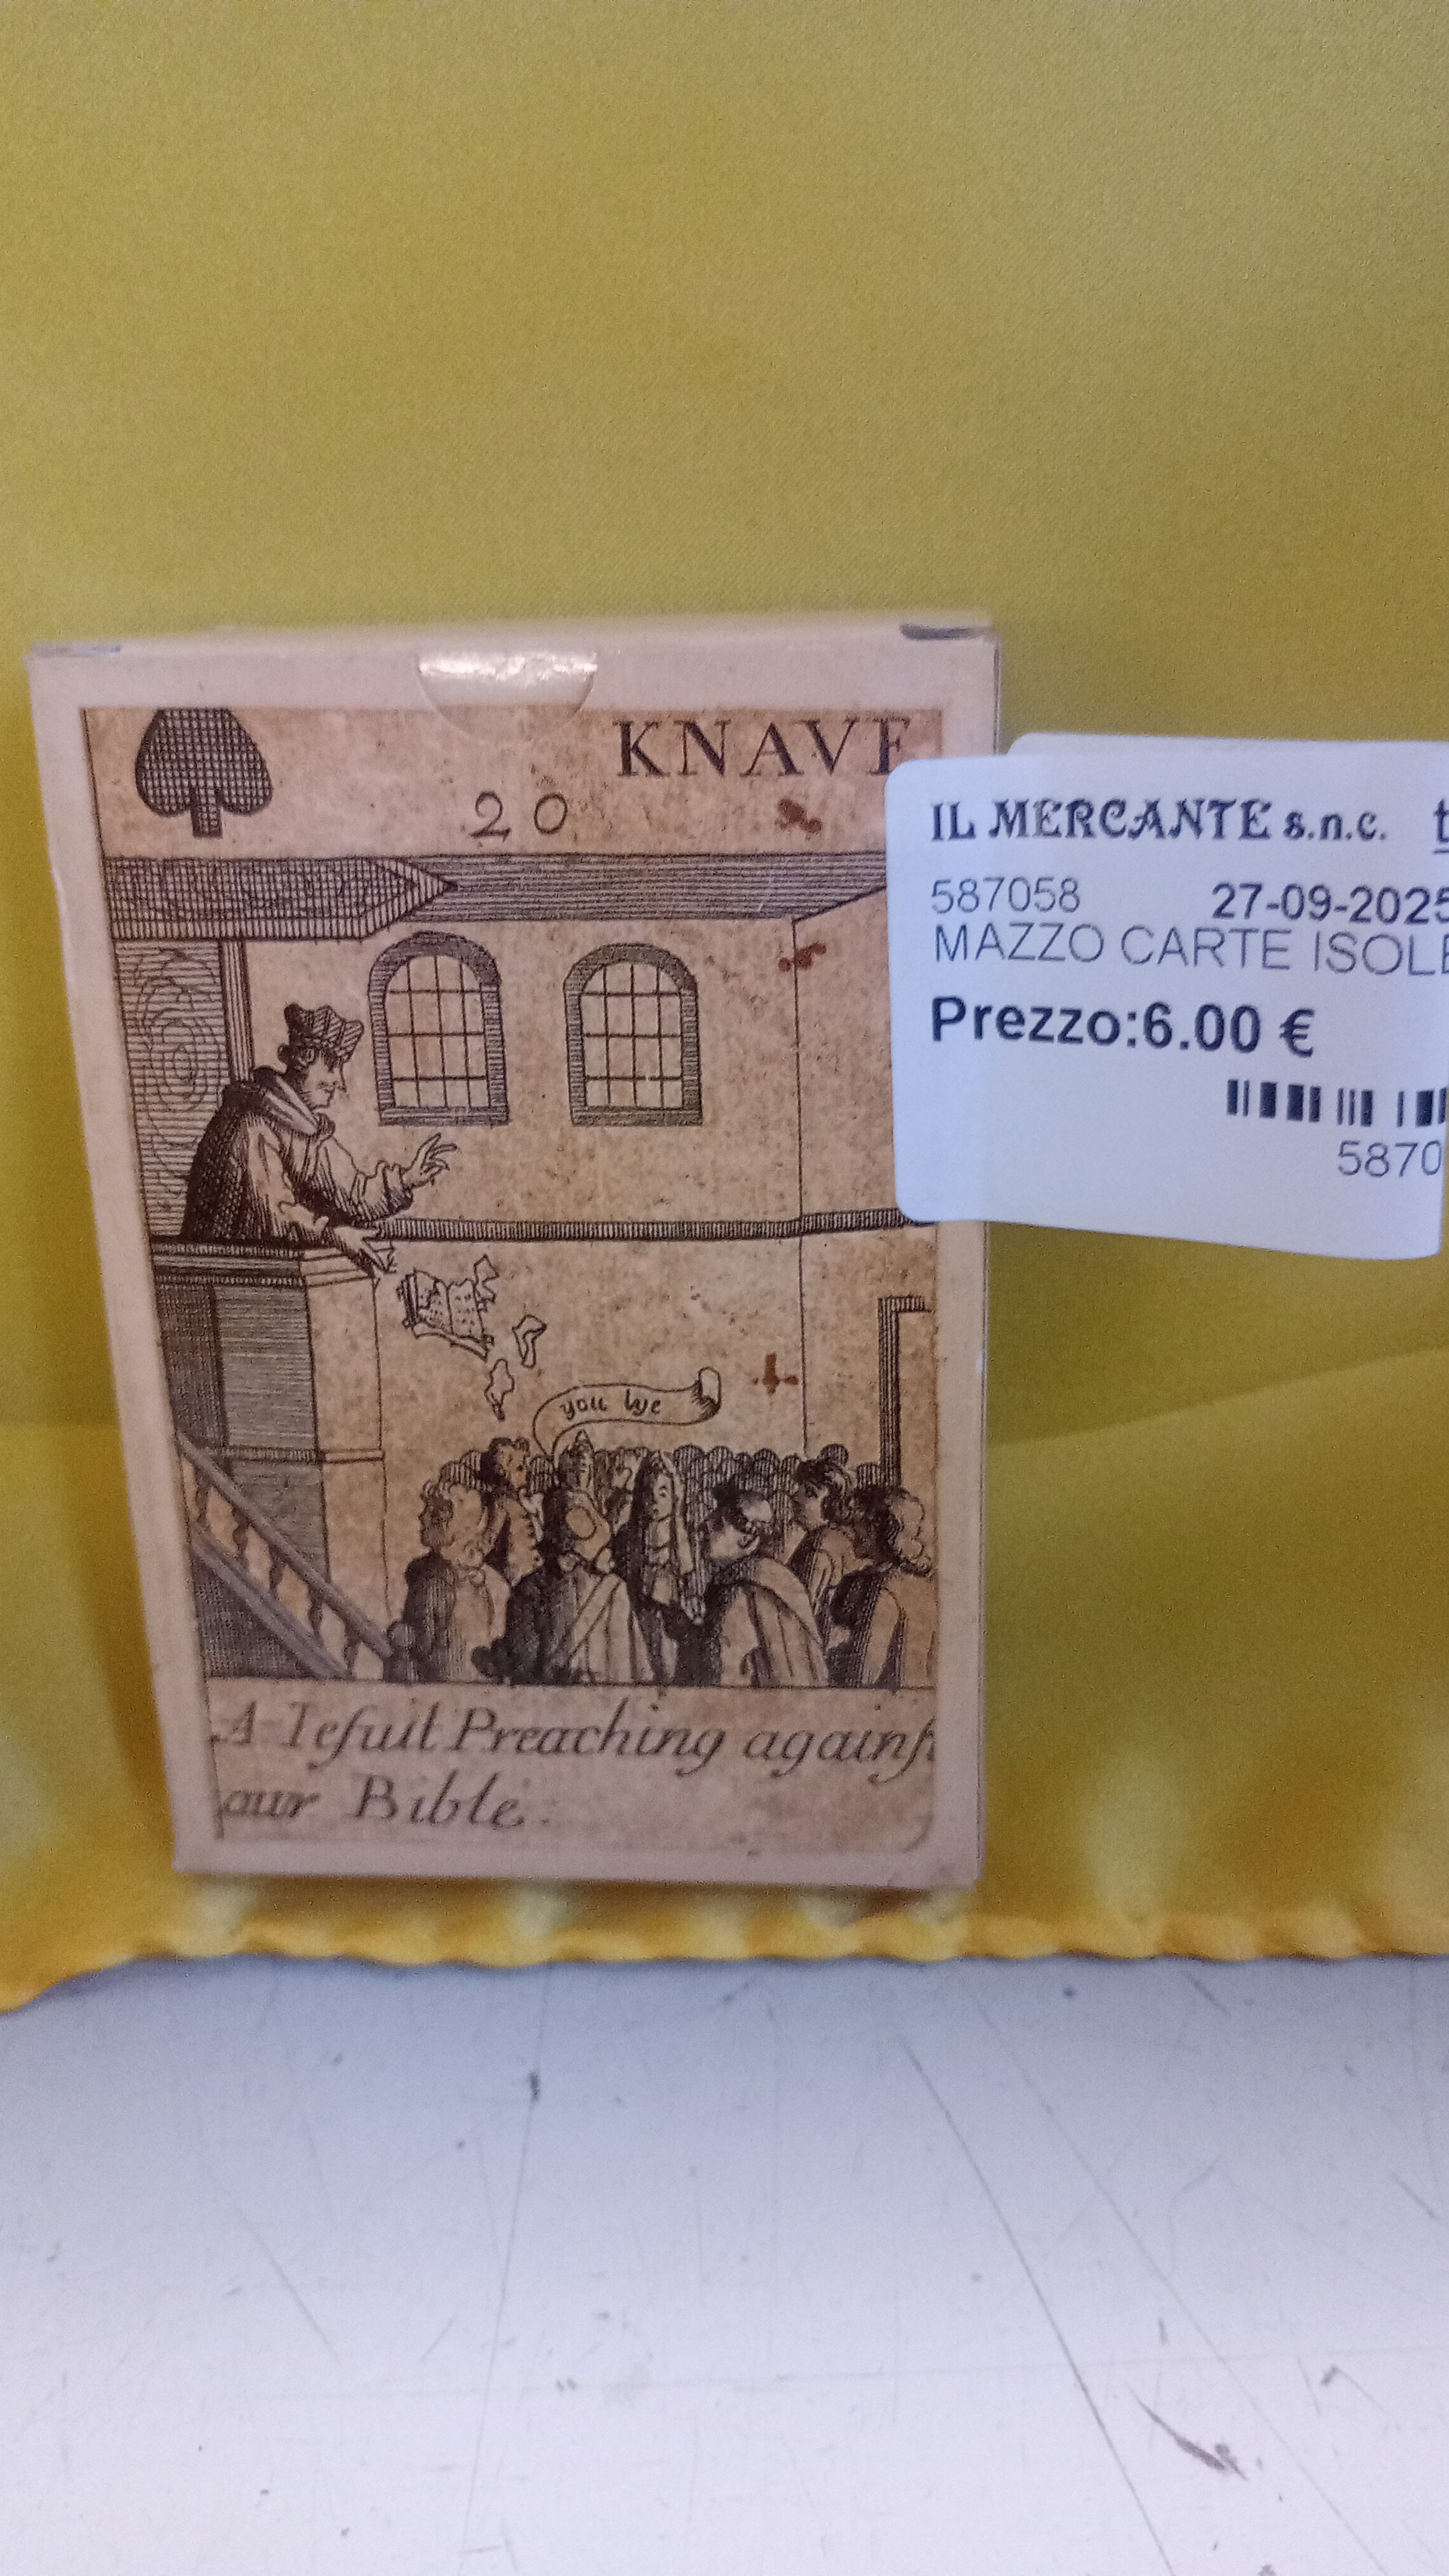 KNAVE
20
you lye
A Iesuit Preaching against
our Bible.
IL MERCANTE s.n.c.
587058 27-09-2025
MAZZO CARTE ISOLE
Prezzo:6.00 €
5870